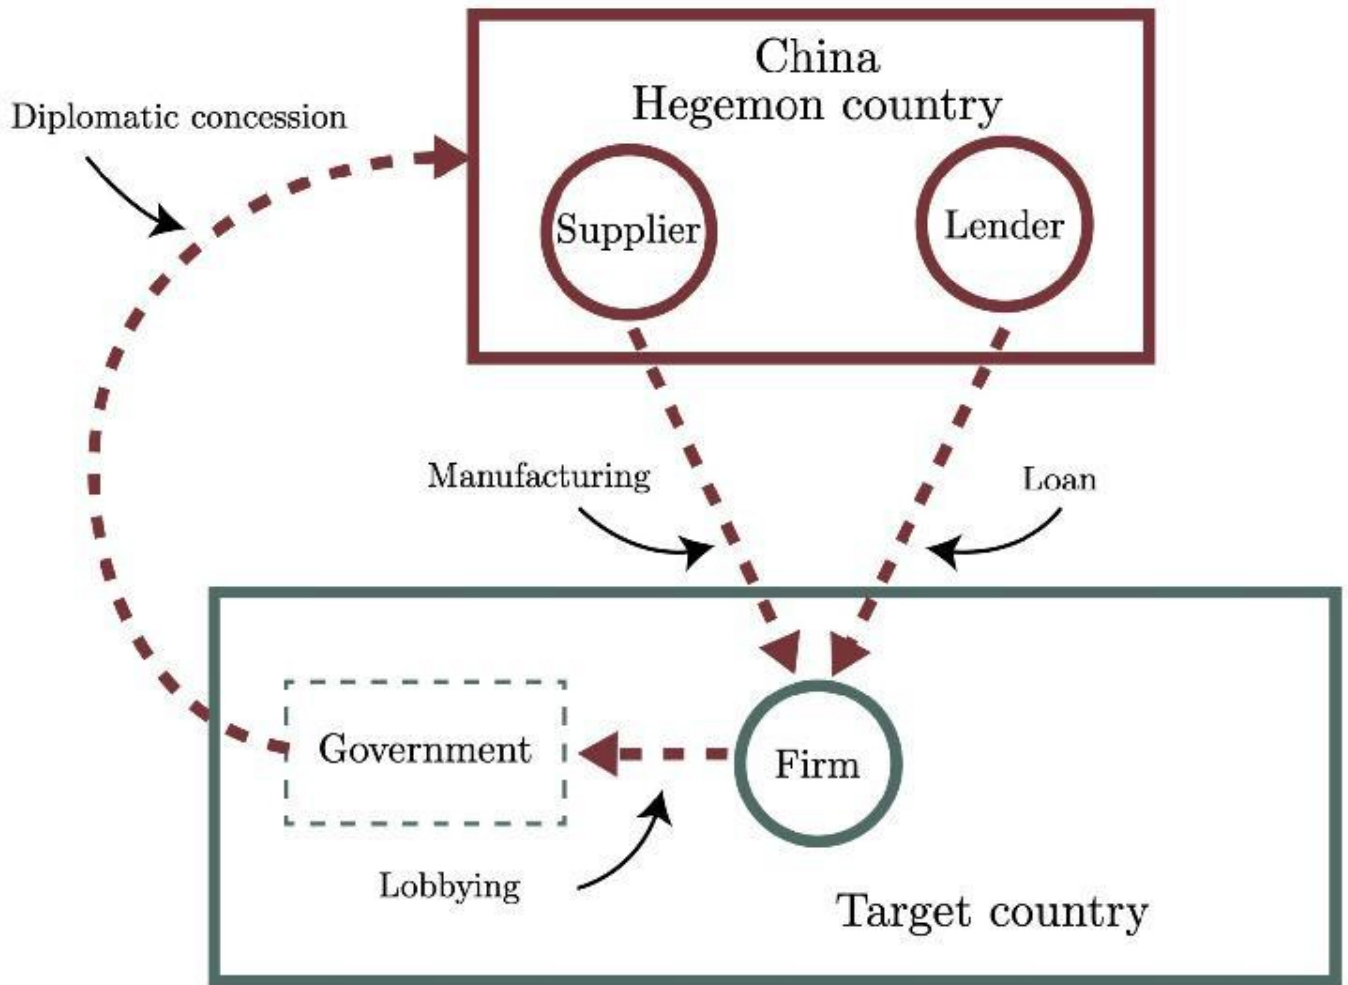 China
Hegemon country
Diplomatic concession
Supplier
Lender
Manufacturing
Loan
Government
Firm
Lobbying
Target country